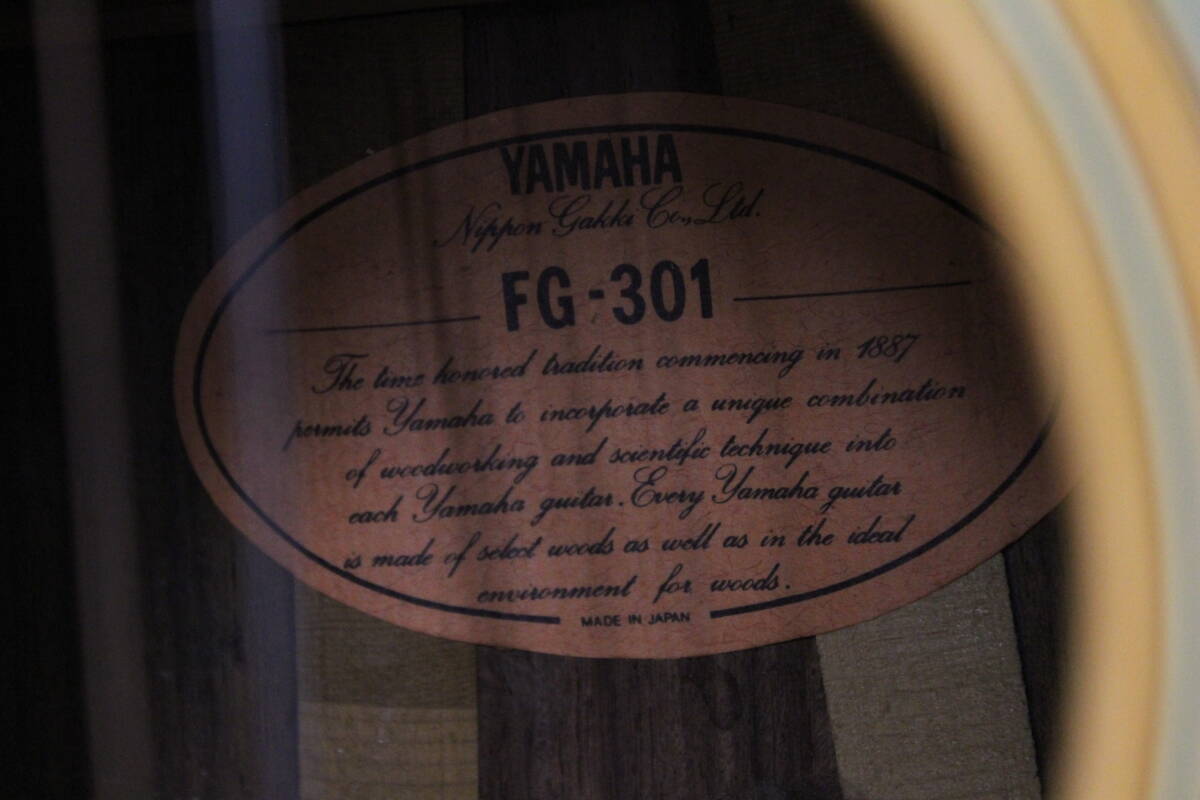 YAMAHA
Nippon Gakki Co., Ltd.
FG-301
The time honored tradition commencing in 1887
permits Yamaha to incorporate a unique combination
of woodworking and scientific technique into
each Yamaha guitar. Every Yamaha guitar
is made of select woods as well as in the ideal
environment for woods.
MADE IN JAPAN